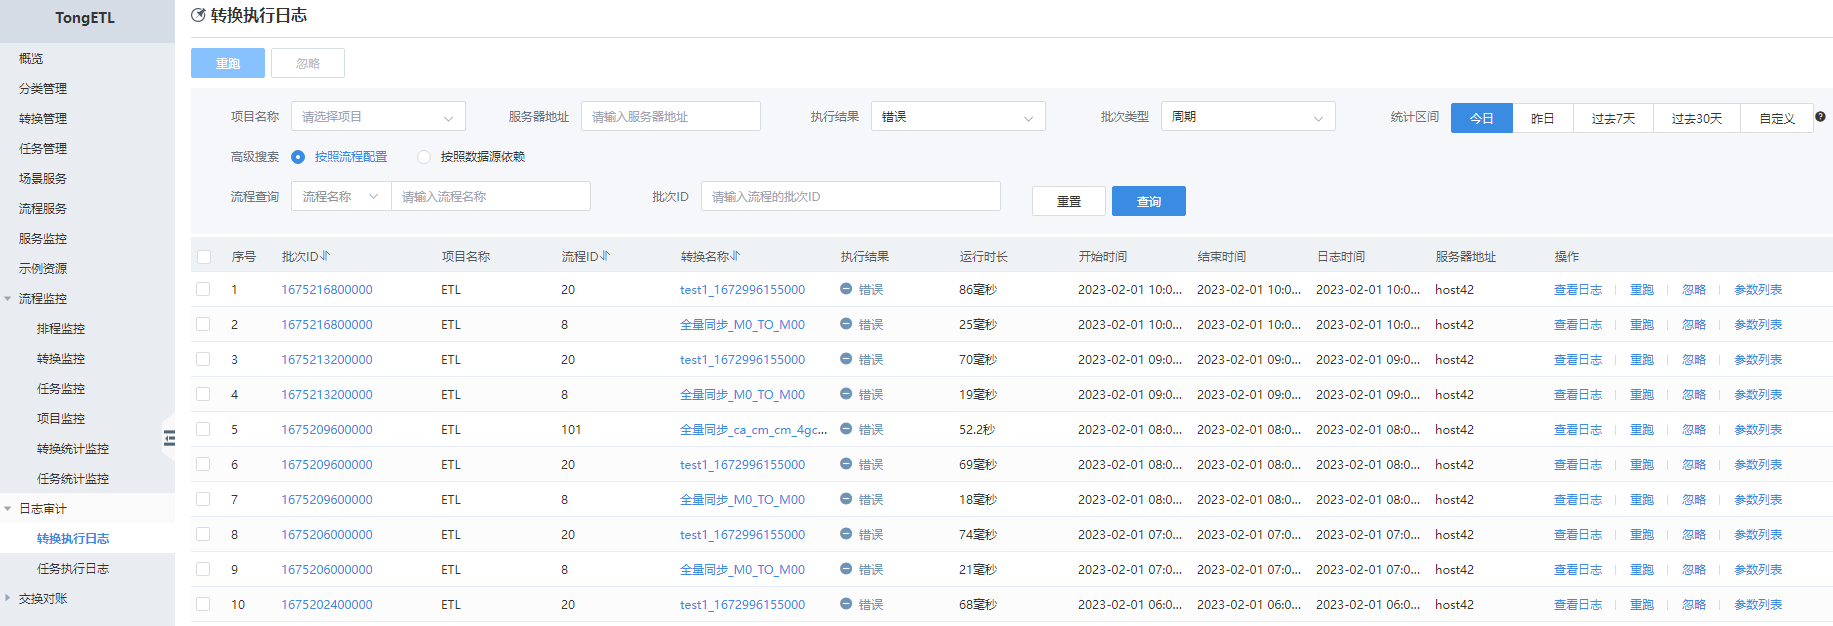 TongETL
概览
分类管理
转换管理
任务管理
场景服务
流程服务
服务监控
示例资源
流程监控
排程监控
转换监控
任务监控
项目监控
转换统计监控
任务统计监控
日志审计
转换执行日志
任务执行日志
交换对账
转换执行日志
重跑 忽略
项目名称 请选择项目 服务器地址 请输入服务器地址 执行结果 错误 批次类型 周期 统计区间 今日 昨日 过去7天 过去30天 自定义 ?
高级搜索 按照流程配置 按照数据源依赖
流程查询 流程名称 请输入流程名称 批次ID 请输入流程的批次ID 重置 查询
序号 批次ID 项目名称 流程ID 转换名称 执行结果 运行时长 开始时间 结束时间 日志时间 服务器地址 操作
1 1675216800000 ETL 20 test1_1672996155000 错误 86毫秒 2023-02-01 10:0... 2023-02-01 10:0... 2023-02-01 10:0... host42 查看日志 重跑 忽略 参数列表
2 1675216800000 ETL 8 全量同步_M0_TO_M00 错误 25毫秒 2023-02-01 10:0... 2023-02-01 10:0... 2023-02-01 10:0... host42 查看日志 重跑 忽略 参数列表
3 1675213200000 ETL 20 test1_1672996155000 错误 70毫秒 2023-02-01 09:0... 2023-02-01 09:0... 2023-02-01 09:0... host42 查看日志 重跑 忽略 参数列表
4 1675213200000 ETL 8 全量同步_M0_TO_M00 错误 19毫秒 2023-02-01 09:0... 2023-02-01 09:0... 2023-02-01 09:0... host42 查看日志 重跑 忽略 参数列表
5 1675209600000 ETL 101 全量同步_ca_cm_cm_4gc... 错误 52.2秒 2023-02-01 08:0... 2023-02-01 08:0... 2023-02-01 08:0... host42 查看日志 重跑 忽略 参数列表
6 1675209600000 ETL 20 test1_1672996155000 错误 69毫秒 2023-02-01 08:0... 2023-02-01 08:0... 2023-02-01 08:0... host42 查看日志 重跑 忽略 参数列表
7 1675209600000 ETL 8 全量同步_M0_TO_M00 错误 18毫秒 2023-02-01 08:0... 2023-02-01 08:0... 2023-02-01 08:0... host42 查看日志 重跑 忽略 参数列表
8 1675206000000 ETL 20 test1_1672996155000 错误 74毫秒 2023-02-01 07:0... 2023-02-01 07:0... 2023-02-01 07:0... host42 查看日志 重跑 忽略 参数列表
9 1675206000000 ETL 8 全量同步_M0_TO_M00 错误 21毫秒 2023-02-01 07:0... 2023-02-01 07:0... 2023-02-01 07:0... host42 查看日志 重跑 忽略 参数列表
10 1675202400000 ETL 20 test1_1672996155000 错误 68毫秒 2023-02-01 06:0... 2023-02-01 06:0... 2023-02-01 06:0... host42 查看日志 重跑 忽略 参数列表